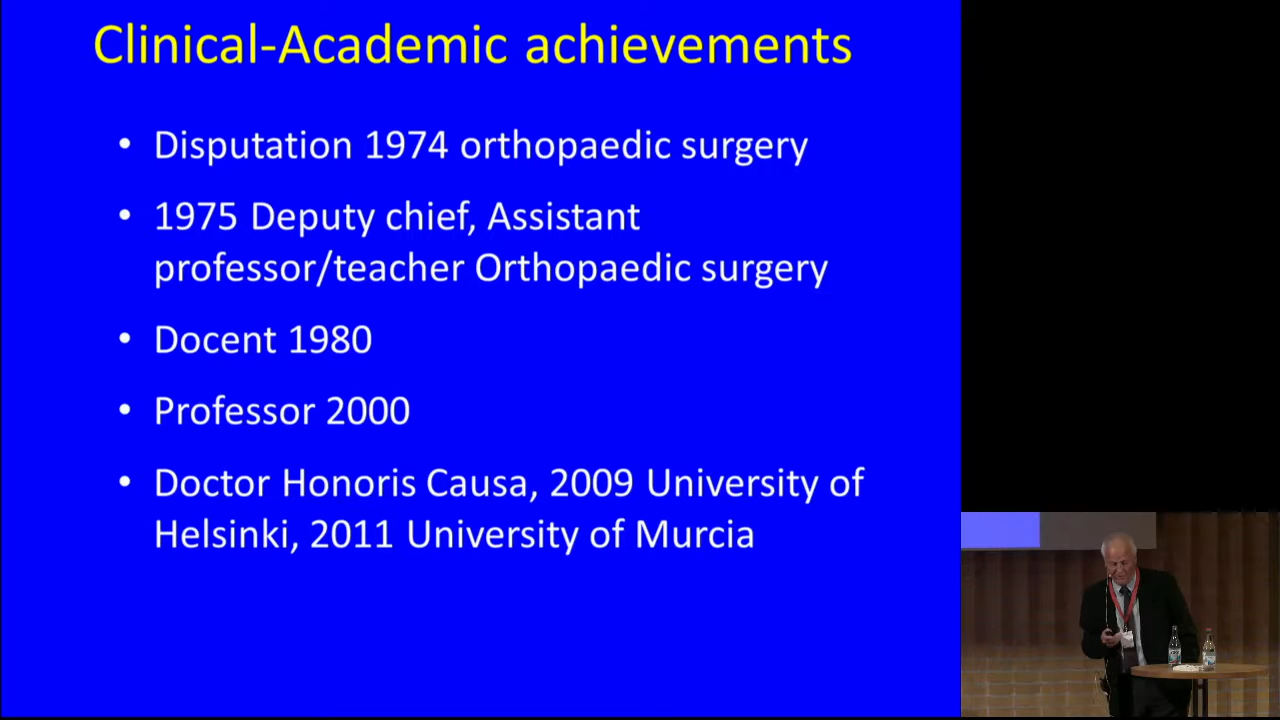 Clinical-Academic achievements
• Disputation 1974 orthopaedic surgery
• 1975 Deputy chief, Assistant
professor/teacher Orthopaedic surgery
• Docent 1980
• Professor 2000
• Doctor Honoris Causa, 2009 University of
Helsinki, 2011 University of Murcia